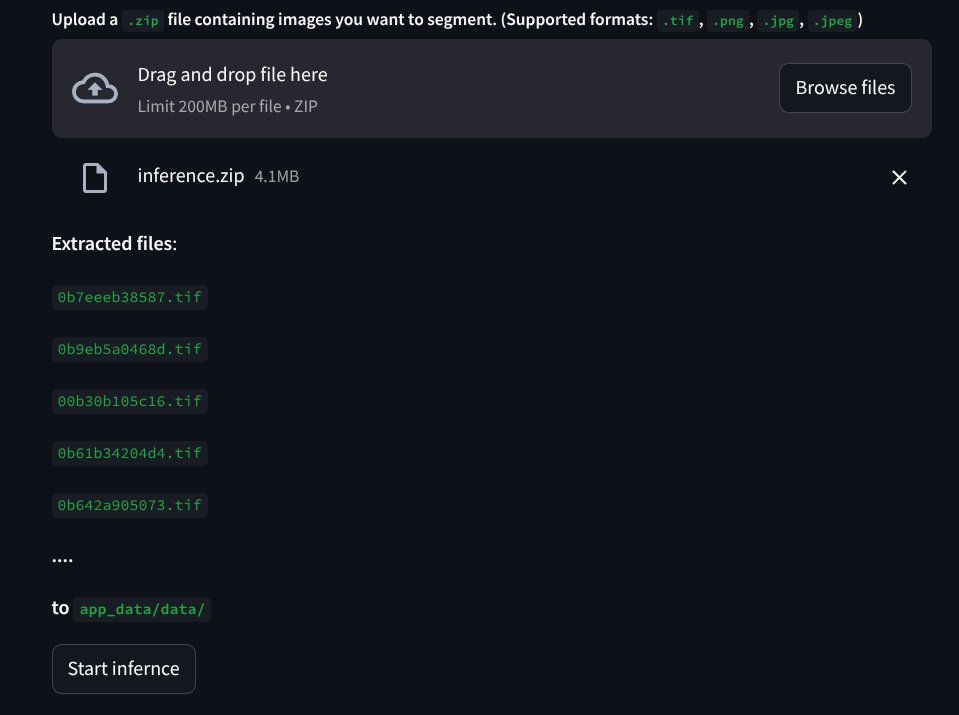 Upload a .zip file containing images you want to segment. (Supported formats: .tif, .png, .jpg, .jpeg)
Drag and drop file here
Limit 200MB per file • ZIP
Browse files
inference.zip 4.1MB
Extracted files:
0b7eeeb38587.tif
0b9eb5a0468d.tif
00b30b105c16.tif
0b61b34204d4.tif
0b642a905073.tif
....
to app_data/data/
Start infernce